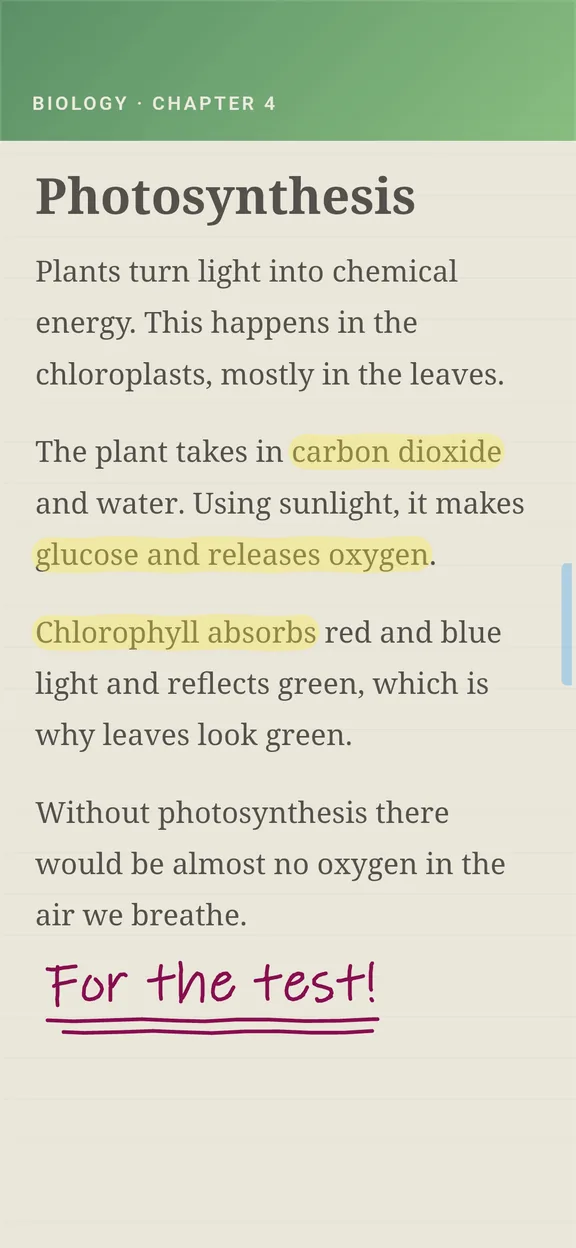 BIOLOGY · CHAPTER 4
Photosynthesis
Plants turn light into chemical
energy. This happens in the
chloroplasts, mostly in the leaves.
The plant takes in carbon dioxide
and water. Using sunlight, it makes
glucose and releases oxygen.
Chlorophyll absorbs red and blue
light and reflects green, which is
why leaves look green.
Without photosynthesis there
would be almost no oxygen in the
air we breathe.
For the test!